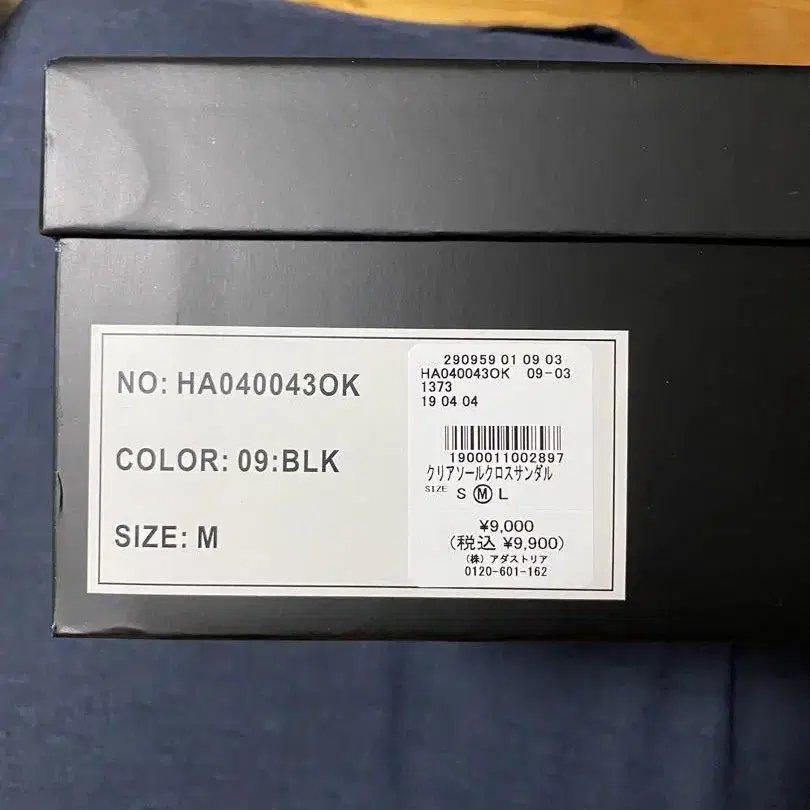 NO: HA040043OK
COLOR: 09:BLK
SIZE: M
290959 01 09 03
HA040043OK 09-03
1373
19 04 04
1900011002897
クリアソールクロスサンダル
SIZE S Ⓜ L
¥9,000
(税込 ¥9,900)
(株) アダストリア
0120-601-162